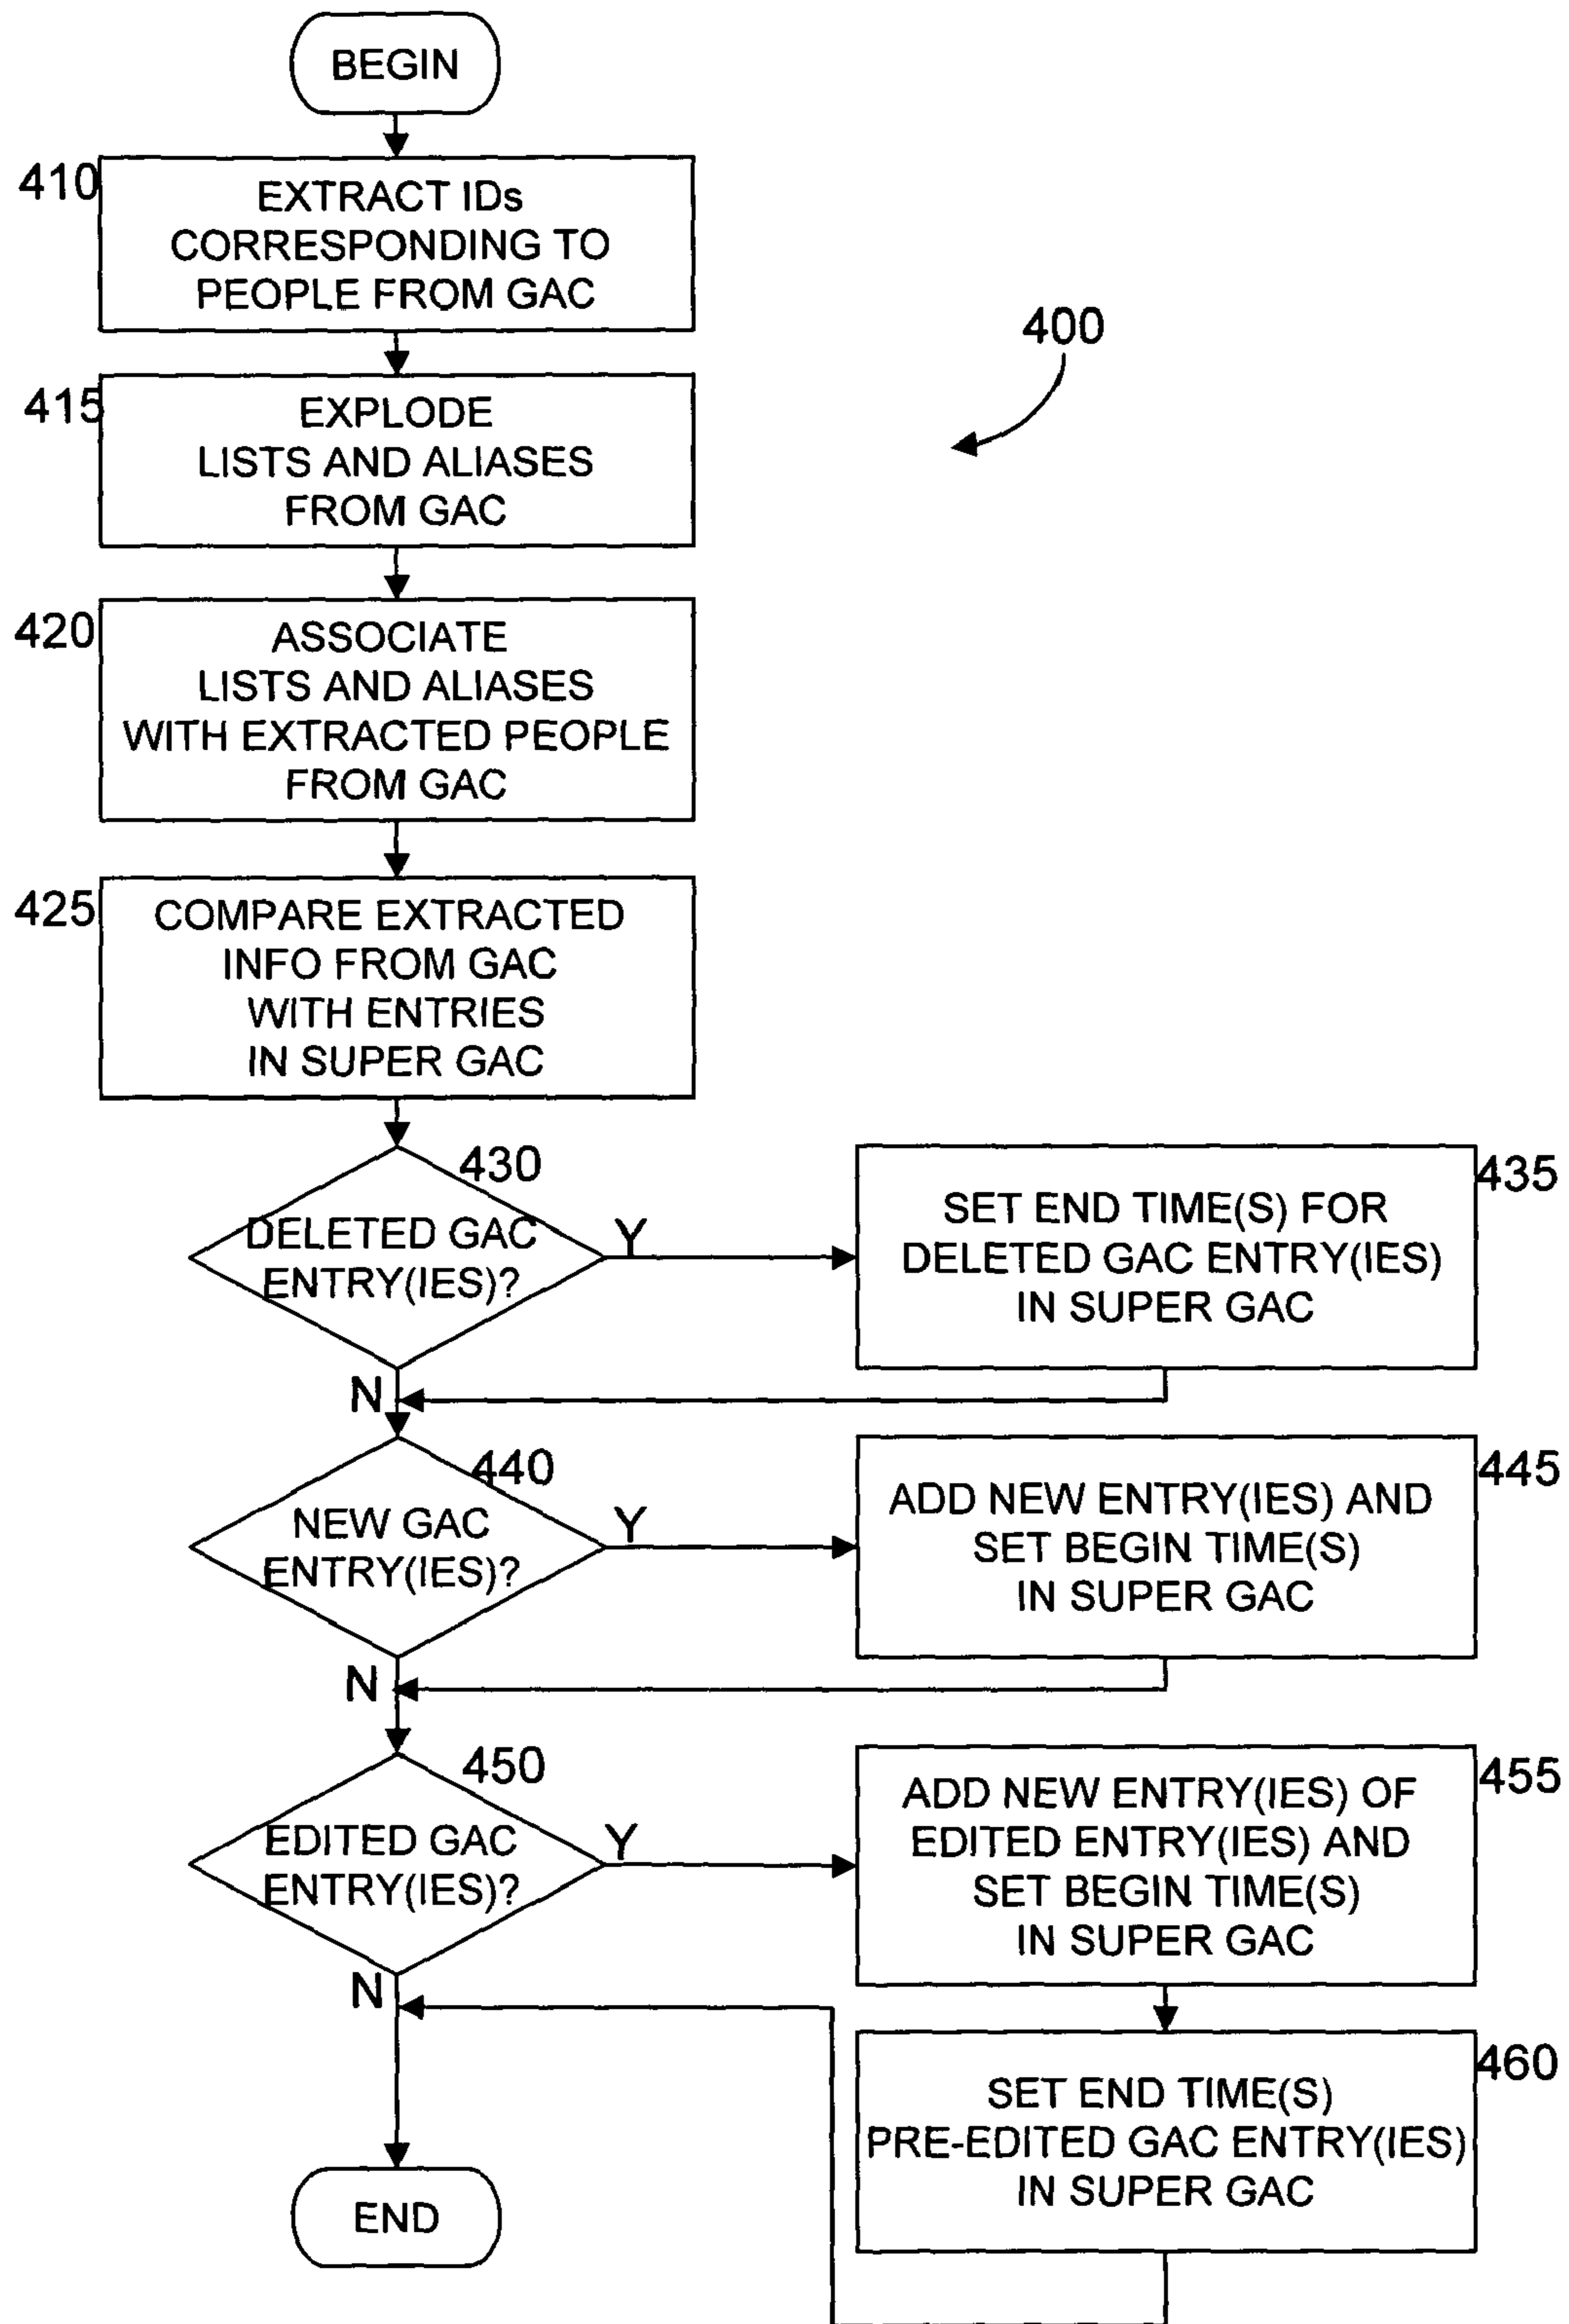 BEGIN
410
EXTRACT IDs
CORRESPONDING TO
PEOPLE FROM GAC
400
415
EXPLODE
LISTS AND ALIASES
FROM GAC
420
ASSOCIATE
LISTS AND ALIASES
WITH EXTRACTED PEOPLE
FROM GAC
425
COMPARE EXTRACTED
INFO FROM GAC
WITH ENTRIES
IN SUPER GAC
430
DELETED GAC
ENTRY(IES)?
Y
435
SET END TIME(S) FOR
DELETED GAC ENTRY(IES)
IN SUPER GAC
N
440
NEW GAC
ENTRY(IES)?
Y
445
ADD NEW ENTRY(IES) AND
SET BEGIN TIME(S)
IN SUPER GAC
N
450
EDITED GAC
ENTRY(IES)?
Y
455
ADD NEW ENTRY(IES) OF
EDITED ENTRY(IES) AND
SET BEGIN TIME(S)
IN SUPER GAC
N
460
SET END TIME(S)
PRE-EDITED GAC ENTRY(IES)
IN SUPER GAC
END